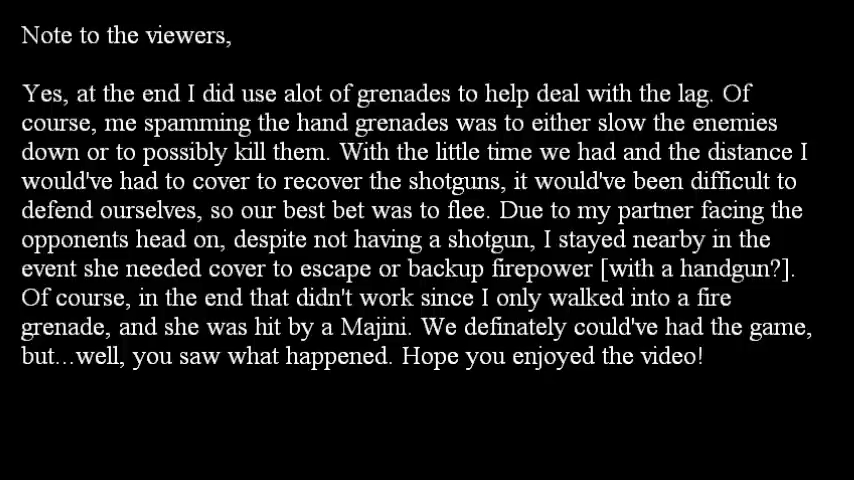 Note to the viewers,
Yes, at the end I did use alot of grenades to help deal with the lag. Of
course, me spamming the hand grenades was to either slow the enemies
down or to possibly kill them. With the little time we had and the distance I
would've had to cover to recover the shotguns, it would've been difficult to
defend ourselves, so our best bet was to flee. Due to my partner facing the
opponents head on, despite not having a shotgun, I stayed nearby in the
event she needed cover to escape or backup firepower [with a handgun?].
Of course, in the end that didn't work since I only walked into a fire
grenade, and she was hit by a Majini. We definately could've had the game,
but...well, you saw what happened. Hope you enjoyed the video!